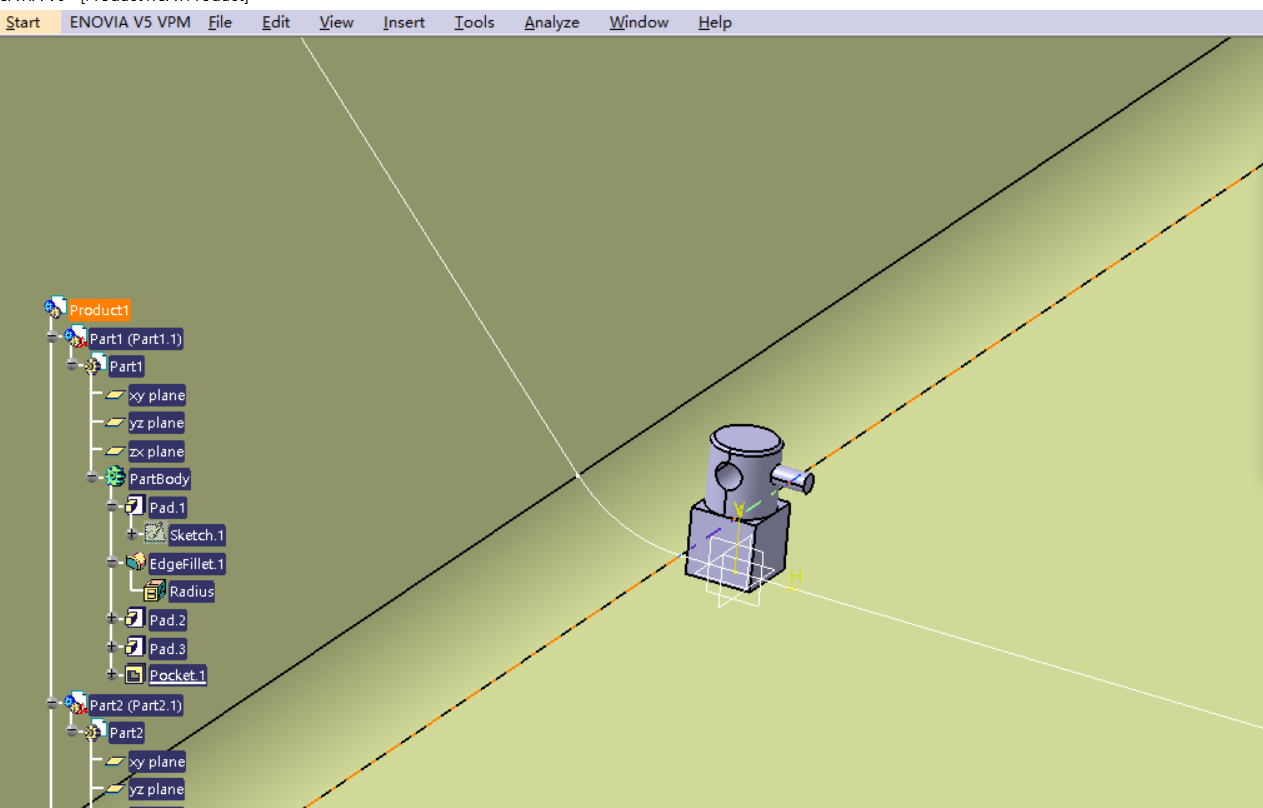 Start ENOVIA V5 VPM File Edit View Insert Tools Analyze Window Help
Product1
Part1 (Part1.1)
Part1
xy plane
yz plane
zx plane
PartBody
Pad.1
Sketch.1
EdgeFillet.1
Radius
Pad.2
Pad.3
Pocket.1
Part2 (Part2.1)
Part2
xy plane
yz plane
V
H